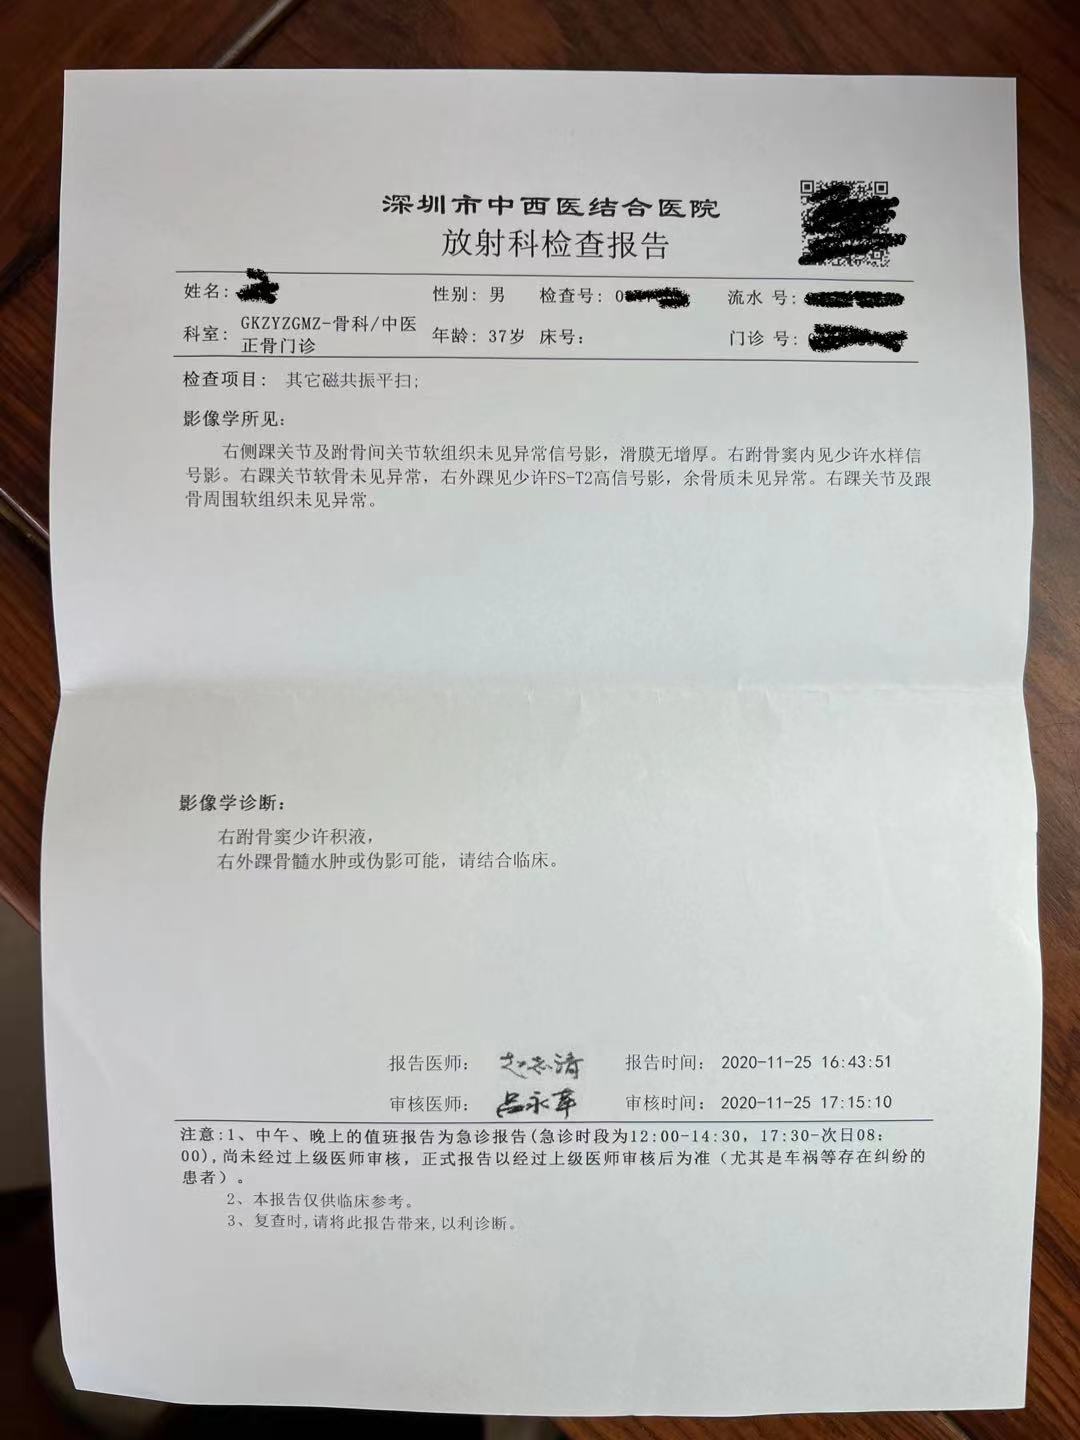 深圳市中西医结合医院
放射科检查报告
姓名:
性别: 男
检查号: 0
流水 号:
科室: GKZYZGMZ-骨科/中医
正骨门诊
年龄: 37岁
床号:
门诊 号:
检查项目: 其它磁共振平扫;
影像学所见:
右侧踝关节及跗骨间关节软组织未见异常信号影，滑膜无增厚。右跗骨窦内见少许水样信
号影。右踝关节软骨未见异常，右外踝见少许FS-T2高信号影，余骨质未见异常。右踝关节及跟
骨周围软组织未见异常。
影像学诊断:
右跗骨窦少许积液，
右外踝骨髓水肿或伪影可能，请结合临床。
报告医师:
报告时间: 2020-11-25 16:43:51
审核医师: 吕永革
审核时间: 2020-11-25 17:15:10
注意:1、中午、晚上的值班报告为急诊报告(急诊时段为12:00-14:30，17:30-次日08:
00),尚未经过上级医师审核，正式报告以经过上级医师审核后为准（尤其是车祸等存在纠纷的
患者）。
2、本报告仅供临床参考。
3、复查时,请将此报告带来,以利诊断。